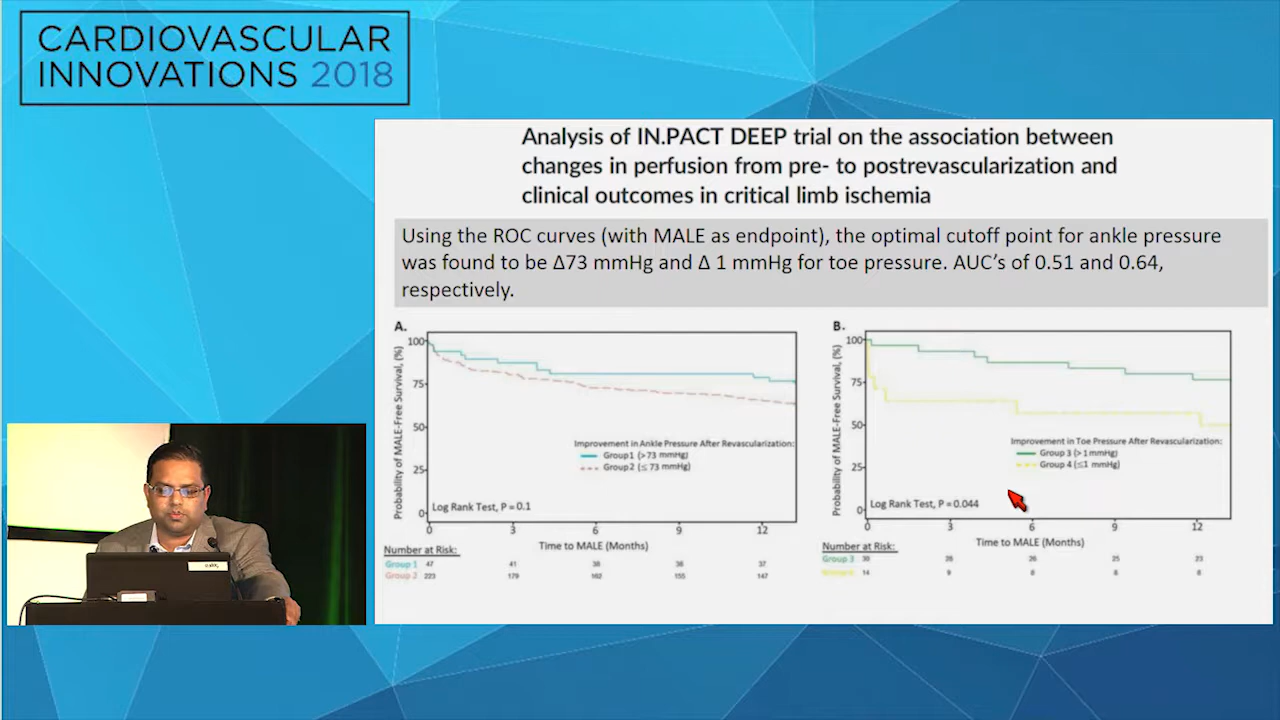 CARDIOVASCULAR
INNOVATIONS 2018
Analysis of IN.PACT DEEP trial on the association between
changes in perfusion from pre- to postrevascularization and
clinical outcomes in critical limb ischemia
Using the ROC curves (with MALE as endpoint), the optimal cutoff point for ankle pressure
was found to be Δ73 mmHg and Δ 1 mmHg for toe pressure. AUC's of 0.51 and 0.64,
respectively.
A.
Probability of MALE-Free Survival, (%)
100
75
50
25
0
Improvement in Ankle Pressure After Revascularization:
Group 1 (>73 mmHg)
Group 2 (≤ 73 mmHg)
Log Rank Test, P = 0.1
0 3 6 9 12
Time to MALE (Months)
Number at Risk:
Group 1 47 41 38 38 37
Group 2 223 179 162 155 147
B.
Probability of MALE-Free Survival, (%)
100
75
50
25
0
Improvement in Toe Pressure After Revascularization:
Group 3 (>1 mmHg)
Group 4 (≤1 mmHg)
Log Rank Test, P = 0.044
0 3 6 9 12
Time to MALE (Months)
Number at Risk:
Group 3 30 26 25 23
14 9 8 8 8